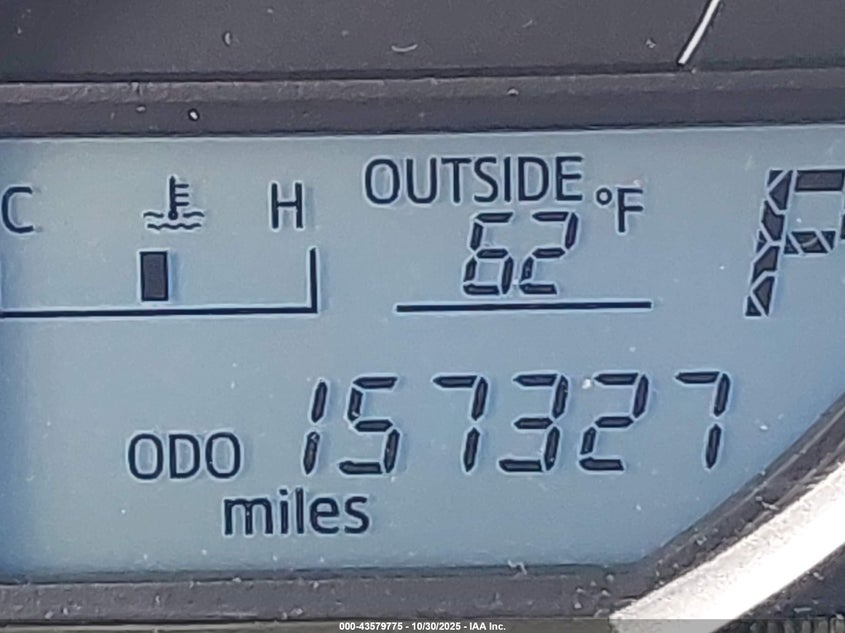 C H
OUTSIDE
62 °F
P
ODO 157327
miles
000-43579775 - 10/30/2025 - IAA Inc.